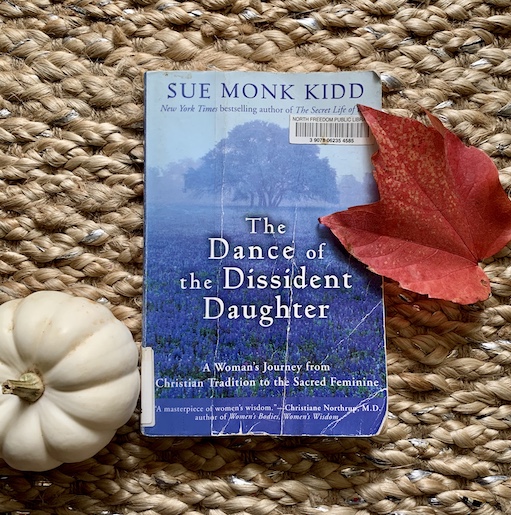 SUE MONK KIDD
New York Times bestselling author of The Secret Life of
NORTH FREEDOM PUBLIC LIB
3 9078 06235 4585
The
Dance of
the Dissident
Daughter
A Woman's Journey from
Christian Tradition to the Sacred Feminine
"A masterpiece of women's wisdom."—Christiane Northrup, M.D.
author of Women's Bodies, Women's Wisdom